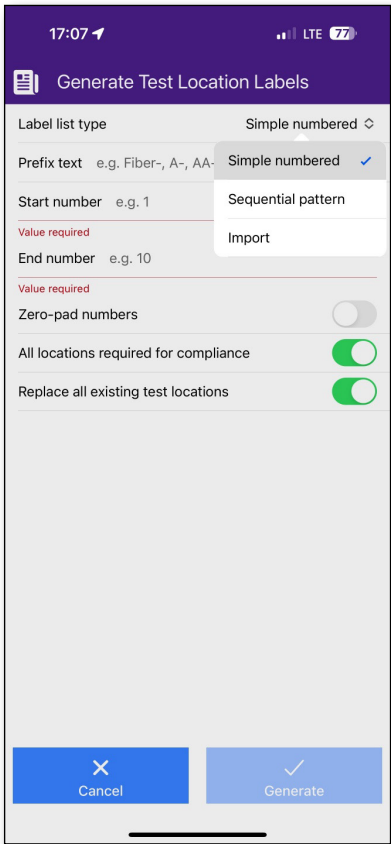 17:07 LTE 77
Generate Test Location Labels
Label list type Simple numbered
Prefix text e.g. Fiber-, A-, AA-
Simple numbered
Sequential pattern
Import
Start number e.g. 1
Value required
End number e.g. 10
Value required
Zero-pad numbers
All locations required for compliance
Replace all existing test locations
Cancel Generate